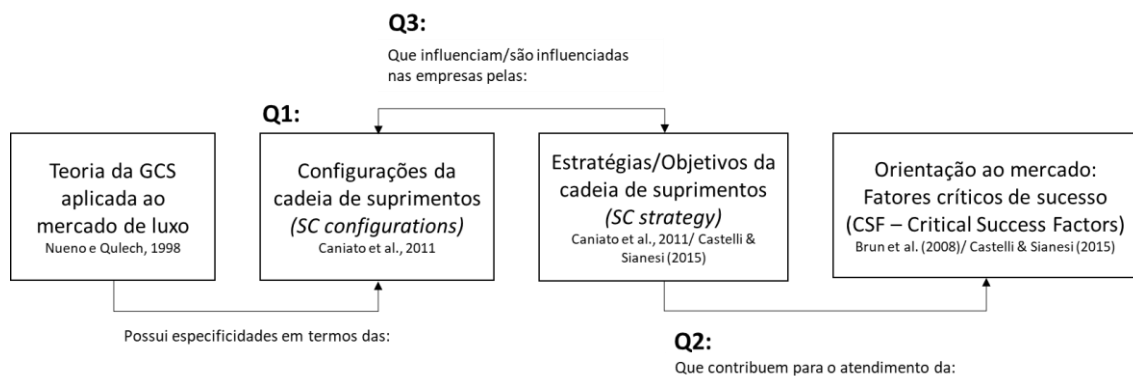 Q3:
Que influenciam/são influenciadas
nas empresas pelas:
Q1:
Teoria da GCS
aplicada ao
mercado de luxo
Nueno e Qulech, 1998
Configurações da
cadeia de suprimentos
(SC configurations)
Caniato et al., 2011
Estratégias/Objetivos da
cadeia de suprimentos
(SC strategy)
Caniato et al., 2011/ Castelli &
Sianesi (2015)
Orientação ao mercado:
Fatores críticos de sucesso
(CSF – Critical Success Factors)
Brun et al. (2008)/ Castelli & Sianesi (2015)
Possui especificidades em termos das:
Q2:
Que contribuem para o atendimento da: